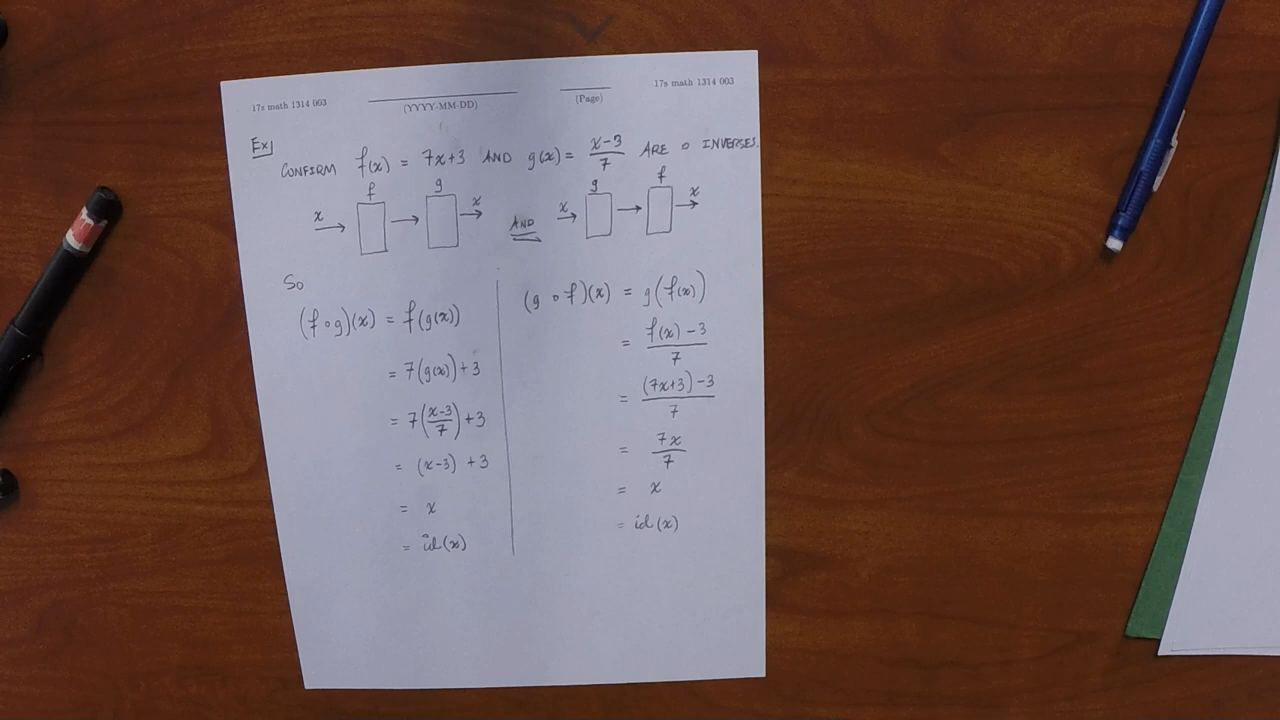 17s math 1314 003 (YYYY-MM-DD) (Page) 17s math 1314 003
Ex
CONFIRM f(x) = 7x+3 AND g(x) = (x-3)/7 ARE ∘ INVERSES.
f g g f
x → → → x AND x → → → x
So
(f∘g)(x) = f(g(x))
= 7(g(x)) + 3
= 7((x-3)/7) + 3
= (x-3) + 3
= x
= id(x)
(g∘f)(x) = g(f(x))
= (f(x) - 3)/7
= ((7x+3) - 3)/7
= 7x/7
= x
= id(x)